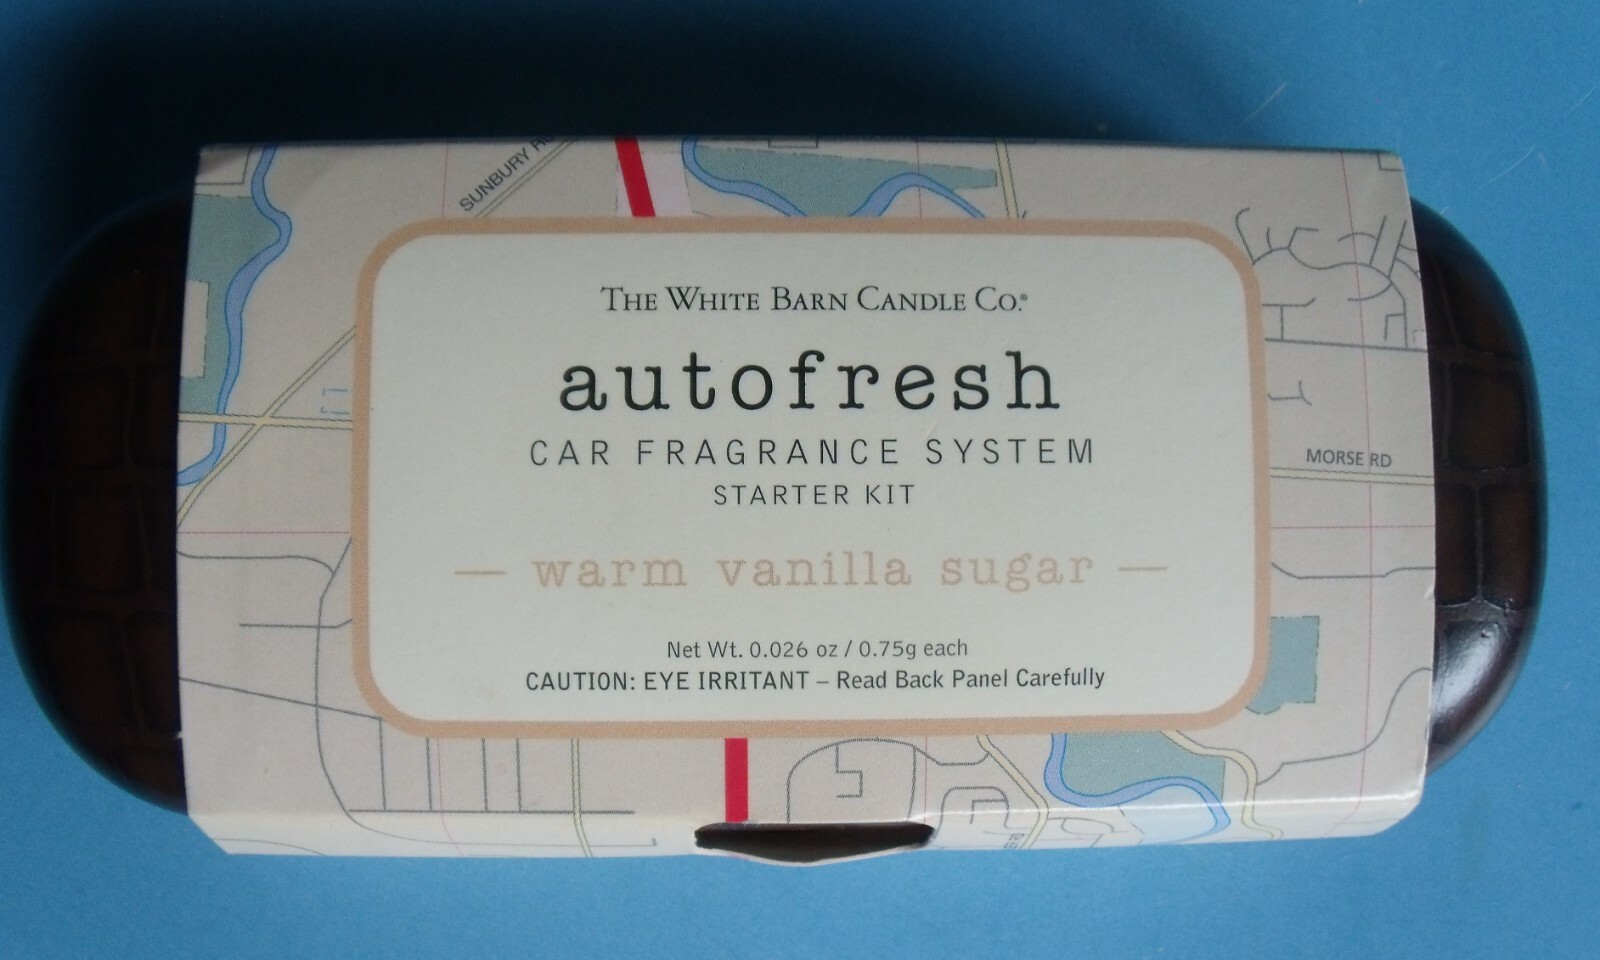 SUNBURY
THE WHITE BARN CANDLE CO.®
autofresh
CAR FRAGRANCE SYSTEM
STARTER KIT
MORSE RD
— warm vanilla sugar —
Net Wt. 0.026 oz / 0.75g each
CAUTION: EYE IRRITANT – Read Back Panel Carefully